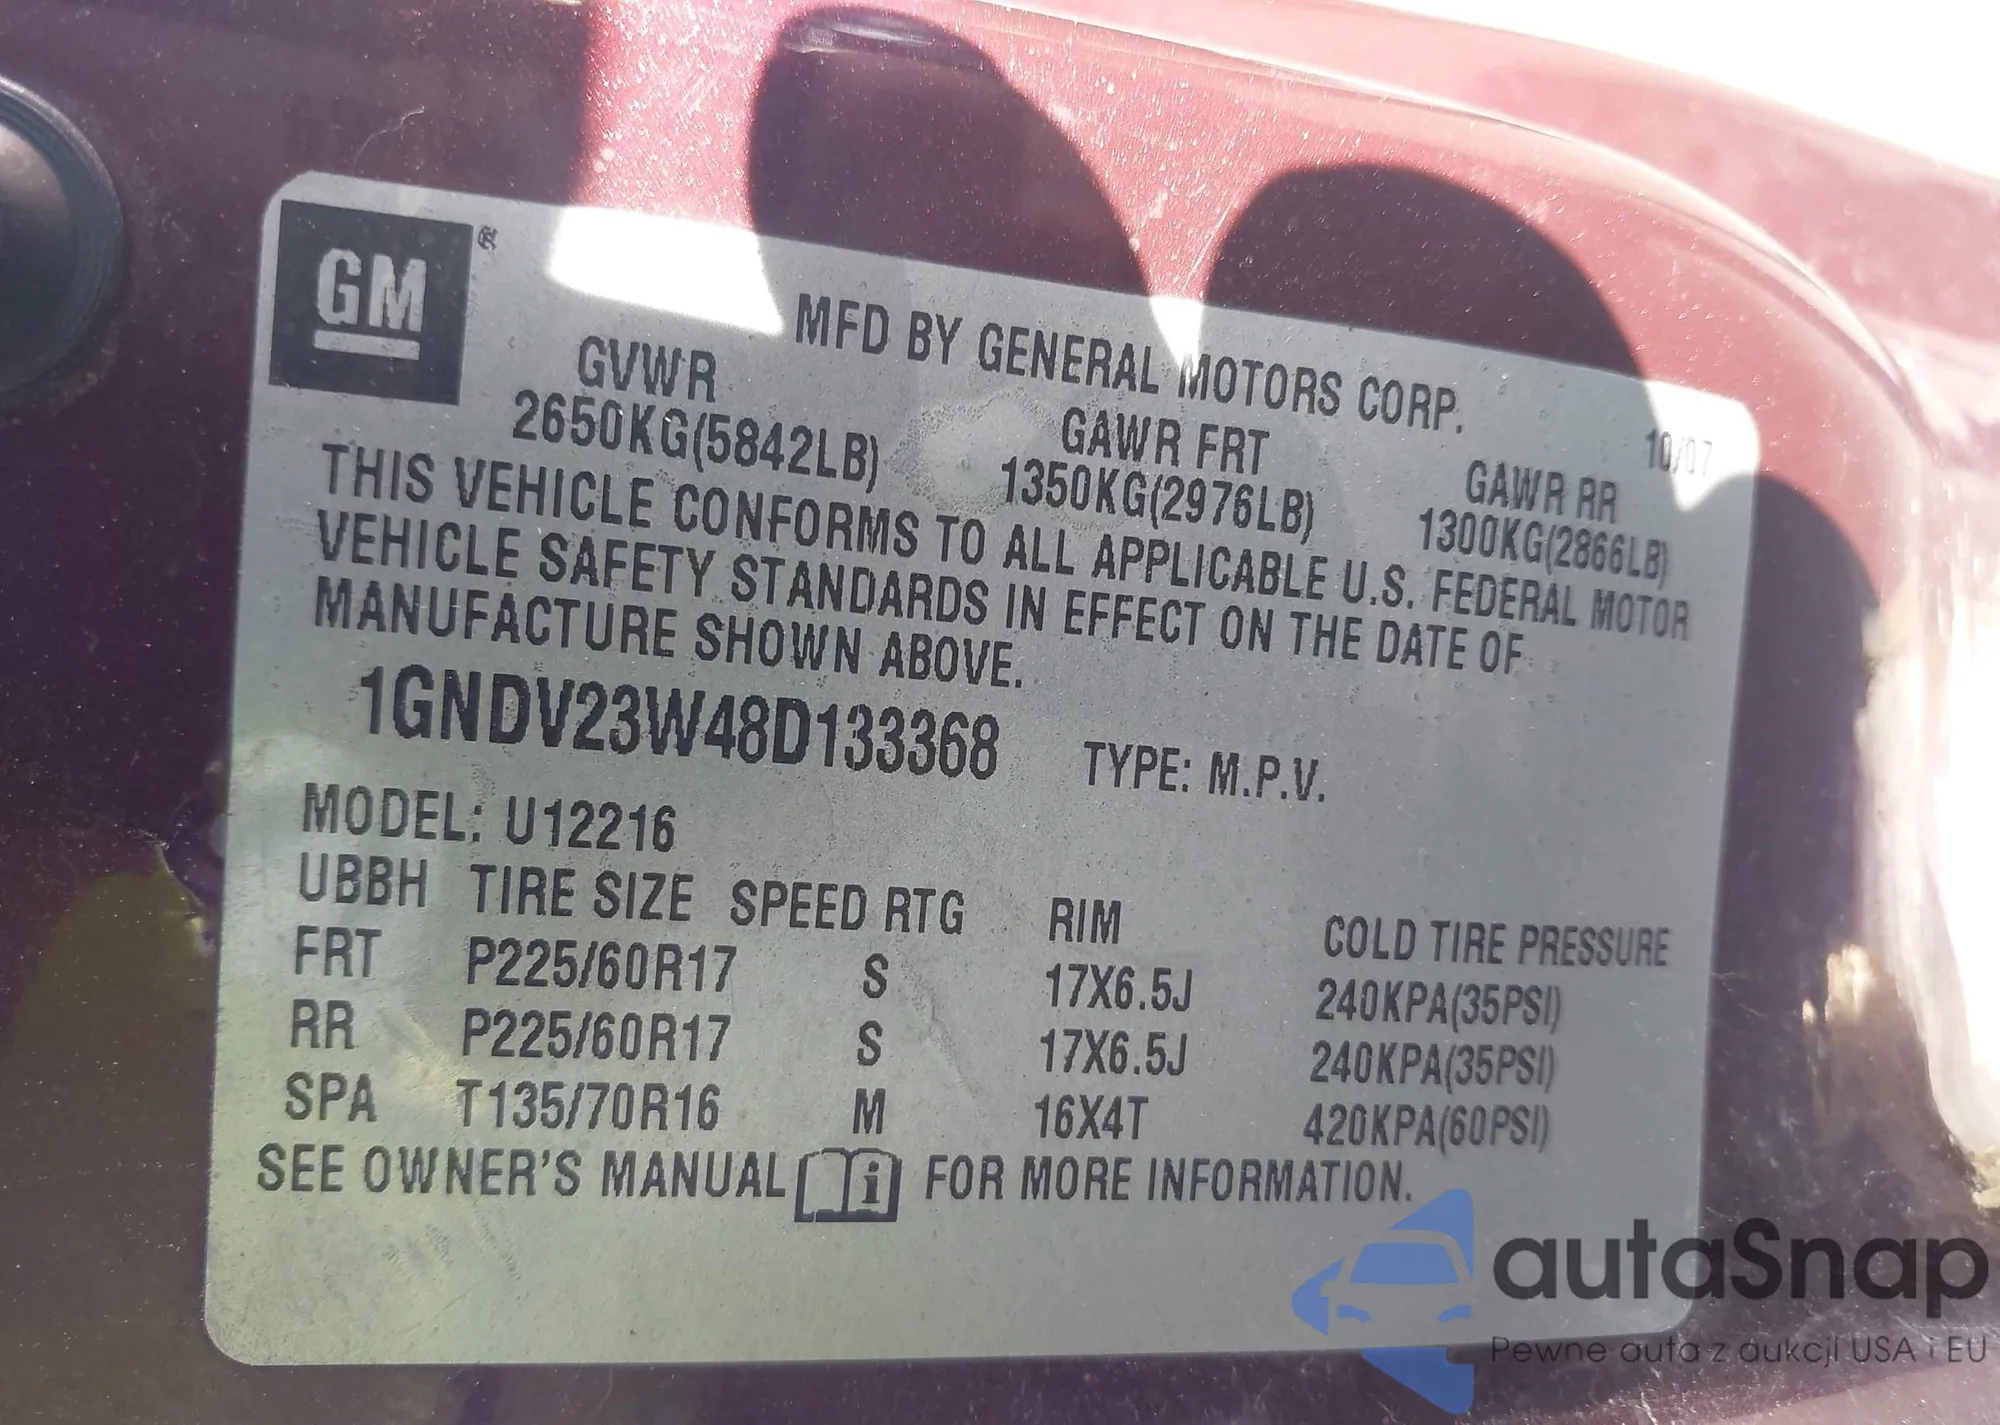 GM ®
MFD BY GENERAL MOTORS CORP. 10/07
GVWR GAWR FRT GAWR RR
2650KG(5842LB) 1350KG(2976LB) 1300KG(2866LB)
THIS VEHICLE CONFORMS TO ALL APPLICABLE U.S. FEDERAL MOTOR
VEHICLE SAFETY STANDARDS IN EFFECT ON THE DATE OF
MANUFACTURE SHOWN ABOVE.
1GNDV23W48D133368 TYPE: M.P.V.
MODEL: U12216
UBBH TIRE SIZE SPEED RTG RIM COLD TIRE PRESSURE
FRT P225/60R17 S 17X6.5J 240KPA(35PSI)
RR P225/60R17 S 17X6.5J 240KPA(35PSI)
SPA T135/70R16 M 16X4T 420KPA(60PSI)
SEE OWNER'S MANUAL i FOR MORE INFORMATION.
autaSnap
Pewne auta z aukcji USA i EU